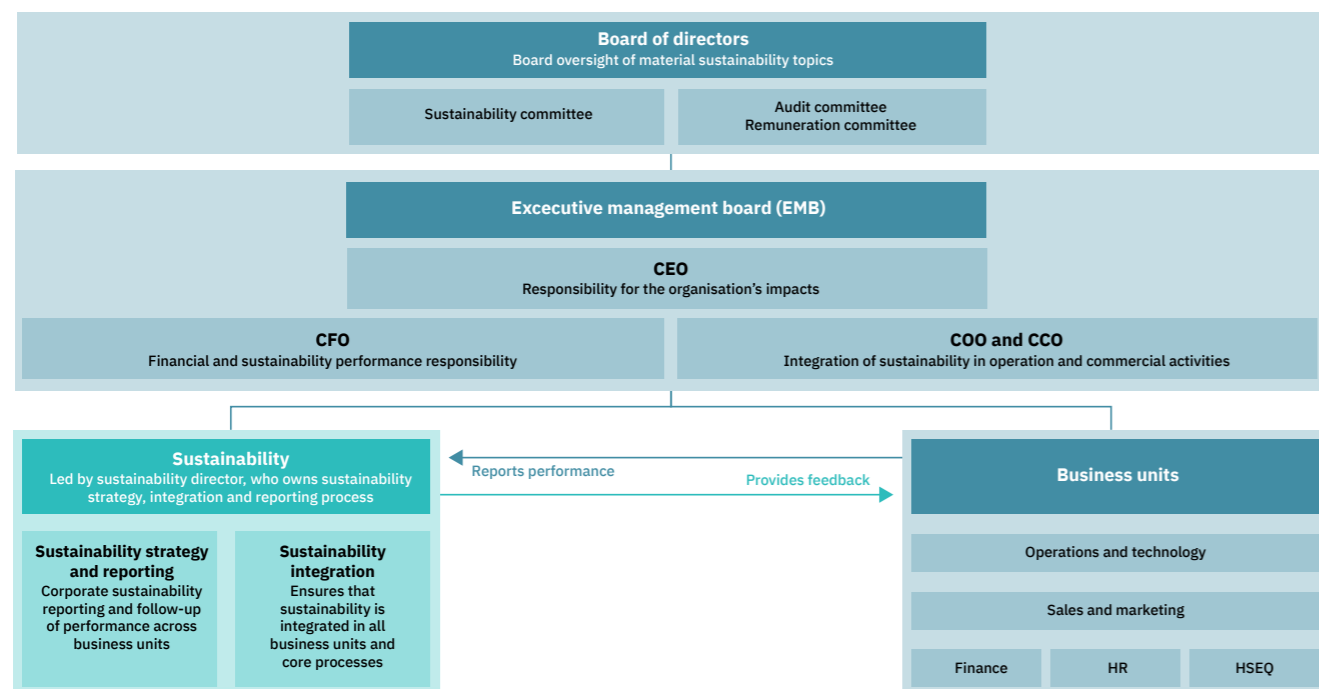 Board of directors
Board oversight of material sustainability topics
Sustainability committee
Audit committee
Remuneration committee
Excecutive management board (EMB)
CEO
Responsibility for the organisation’s impacts
CFO
Financial and sustainability performance responsibility
COO and CCO
Integration of sustainability in operation and commercial activities
Sustainability
Led by sustainability director, who owns sustainability
strategy, integration and reporting process
Reports performance
Provides feedback
Business units
Sustainability strategy
and reporting
Corporate sustainability
reporting and follow-up
of performance across
business units
Sustainability
integration
Ensures that
sustainability is
integrated in all
business units and
core processes
Operations and technology
Sales and marketing
Finance
HR
HSEQ